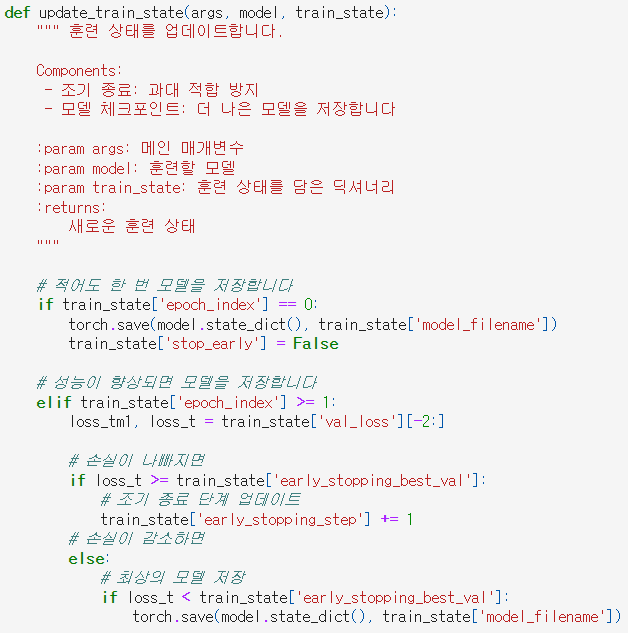 def update_train_state(args, model, train_state):
    """ 훈련 상태를 업데이트합니다.

    Components:
     - 조기 종료: 과대 적합 방지
     - 모델 체크포인트: 더 나은 모델을 저장합니다

    :param args: 메인 매개변수
    :param model: 훈련할 모델
    :param train_state: 훈련 상태를 담은 딕셔너리
    :returns:
        새로운 훈련 상태
    """

    # 적어도 한 번 모델을 저장합니다
    if train_state['epoch_index'] == 0:
        torch.save(model.state_dict(), train_state['model_filename'])
        train_state['stop_early'] = False

    # 성능이 향상되면 모델을 저장합니다
    elif train_state['epoch_index'] >= 1:
        loss_tm1, loss_t = train_state['val_loss'][-2:]

        # 손실이 나빠지면
        if loss_t >= train_state['early_stopping_best_val']:
            # 조기 종료 단계 업데이트
            train_state['early_stopping_step'] += 1
        # 손실이 감소하면
        else:
            # 최상의 모델 저장
            if loss_t < train_state['early_stopping_best_val']:
                torch.save(model.state_dict(), train_state['model_filename'])